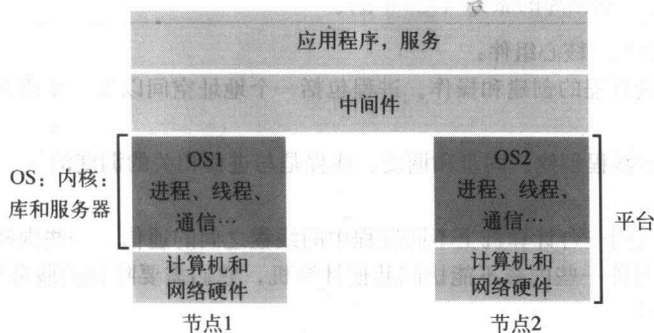 应用程序，服务
中间件
OS：内核：
库和服务器
OS1
进程、线程、
通信…
计算机和
网络硬件
节点1
OS2
进程、线程、
通信…
计算机和
网络硬件
节点2
平台